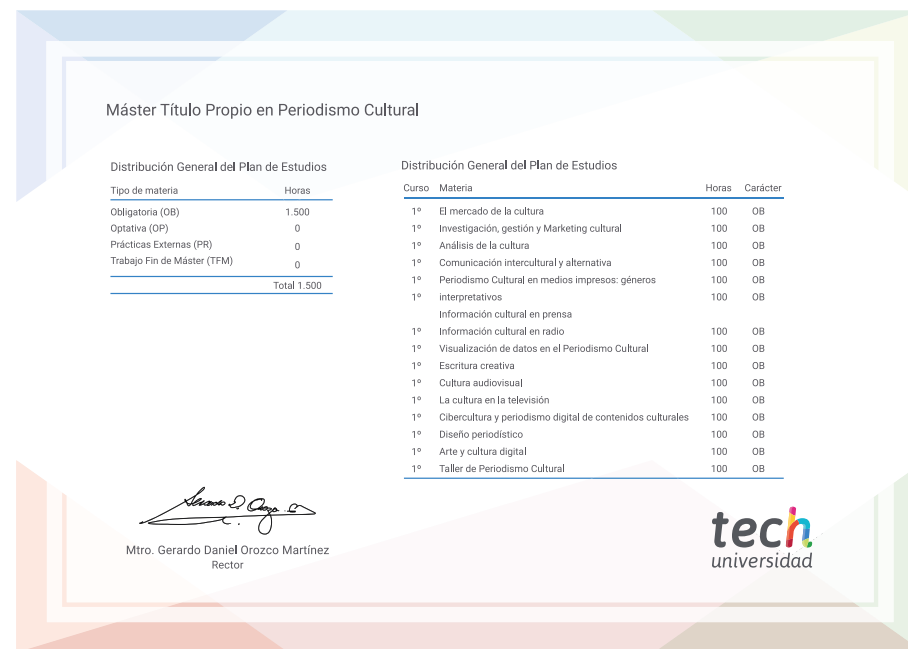 Máster Título Propio en Periodismo Cultural
Distribución General del Plan de Estudios
Tipo de materia Horas
Obligatoria (OB) 1.500
Optativa (OP) 0
Prácticas Externas (PR) 0
Trabajo Fin de Máster (TFM) 0
Total 1.500
Distribución General del Plan de Estudios
Curso Materia Horas Carácter
1º El mercado de la cultura 100 OB
1º Investigación, gestión y Marketing cultural 100 OB
1º Análisis de la cultura 100 OB
1º Comunicación intercultural y alternativa 100 OB
1º Periodismo Cultural en medios impresos: géneros 100 OB
1º interpretativos 100 OB
Información cultural en prensa
1º Información cultural en radio 100 OB
1º Visualización de datos en el Periodismo Cultural 100 OB
1º Escritura creativa 100 OB
1º Cultura audiovisual 100 OB
1º La cultura en la televisión 100 OB
1º Cibercultura y periodismo digital de contenidos culturales 100 OB
1º Diseño periodístico 100 OB
1º Arte y cultura digital 100 OB
1º Taller de Periodismo Cultural 100 OB
Mtro. Gerardo Daniel Orozco Martínez
Rector
tech
universidad